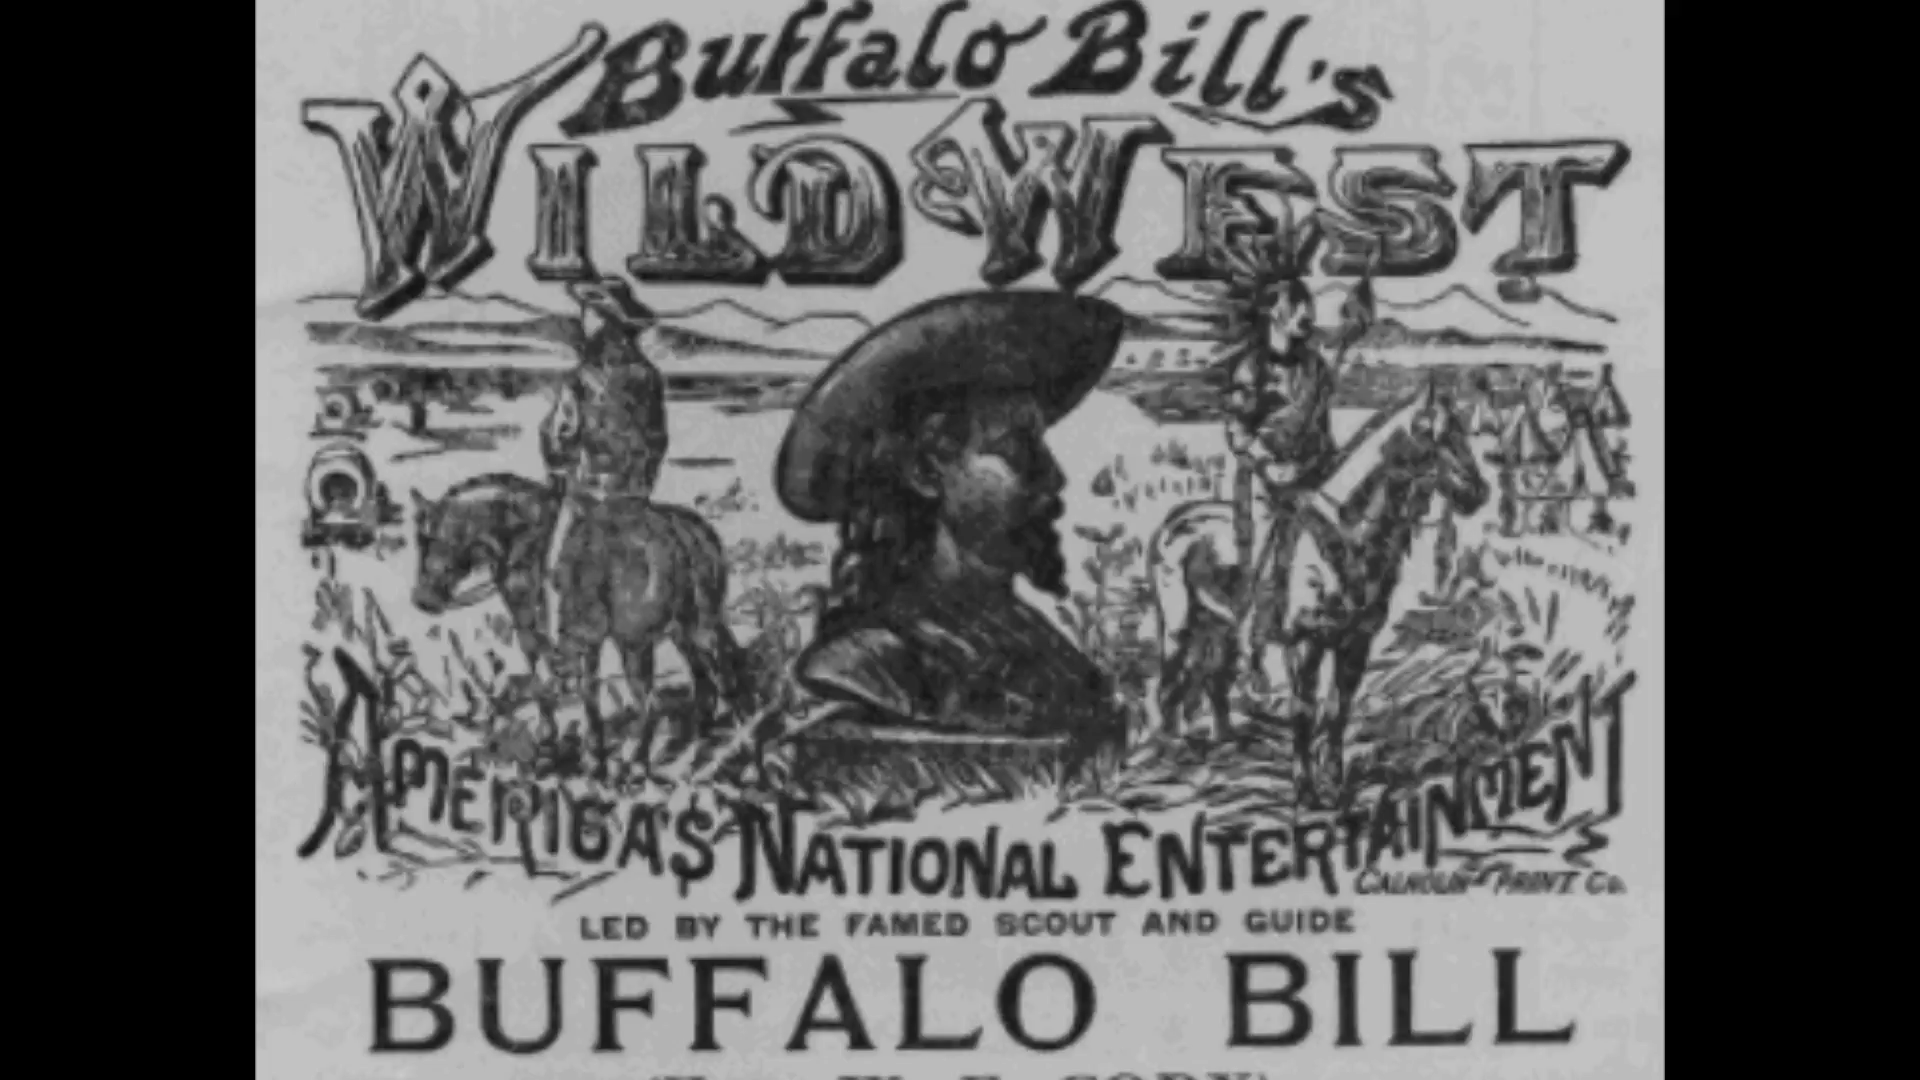 Buffalo Bill's
WILD WEST
AMERICA'S NATIONAL ENTERTAINMENT
CALHOUN PRINT CO.
LED BY THE FAMED SCOUT AND GUIDE
BUFFALO BILL
W. F. CODY)